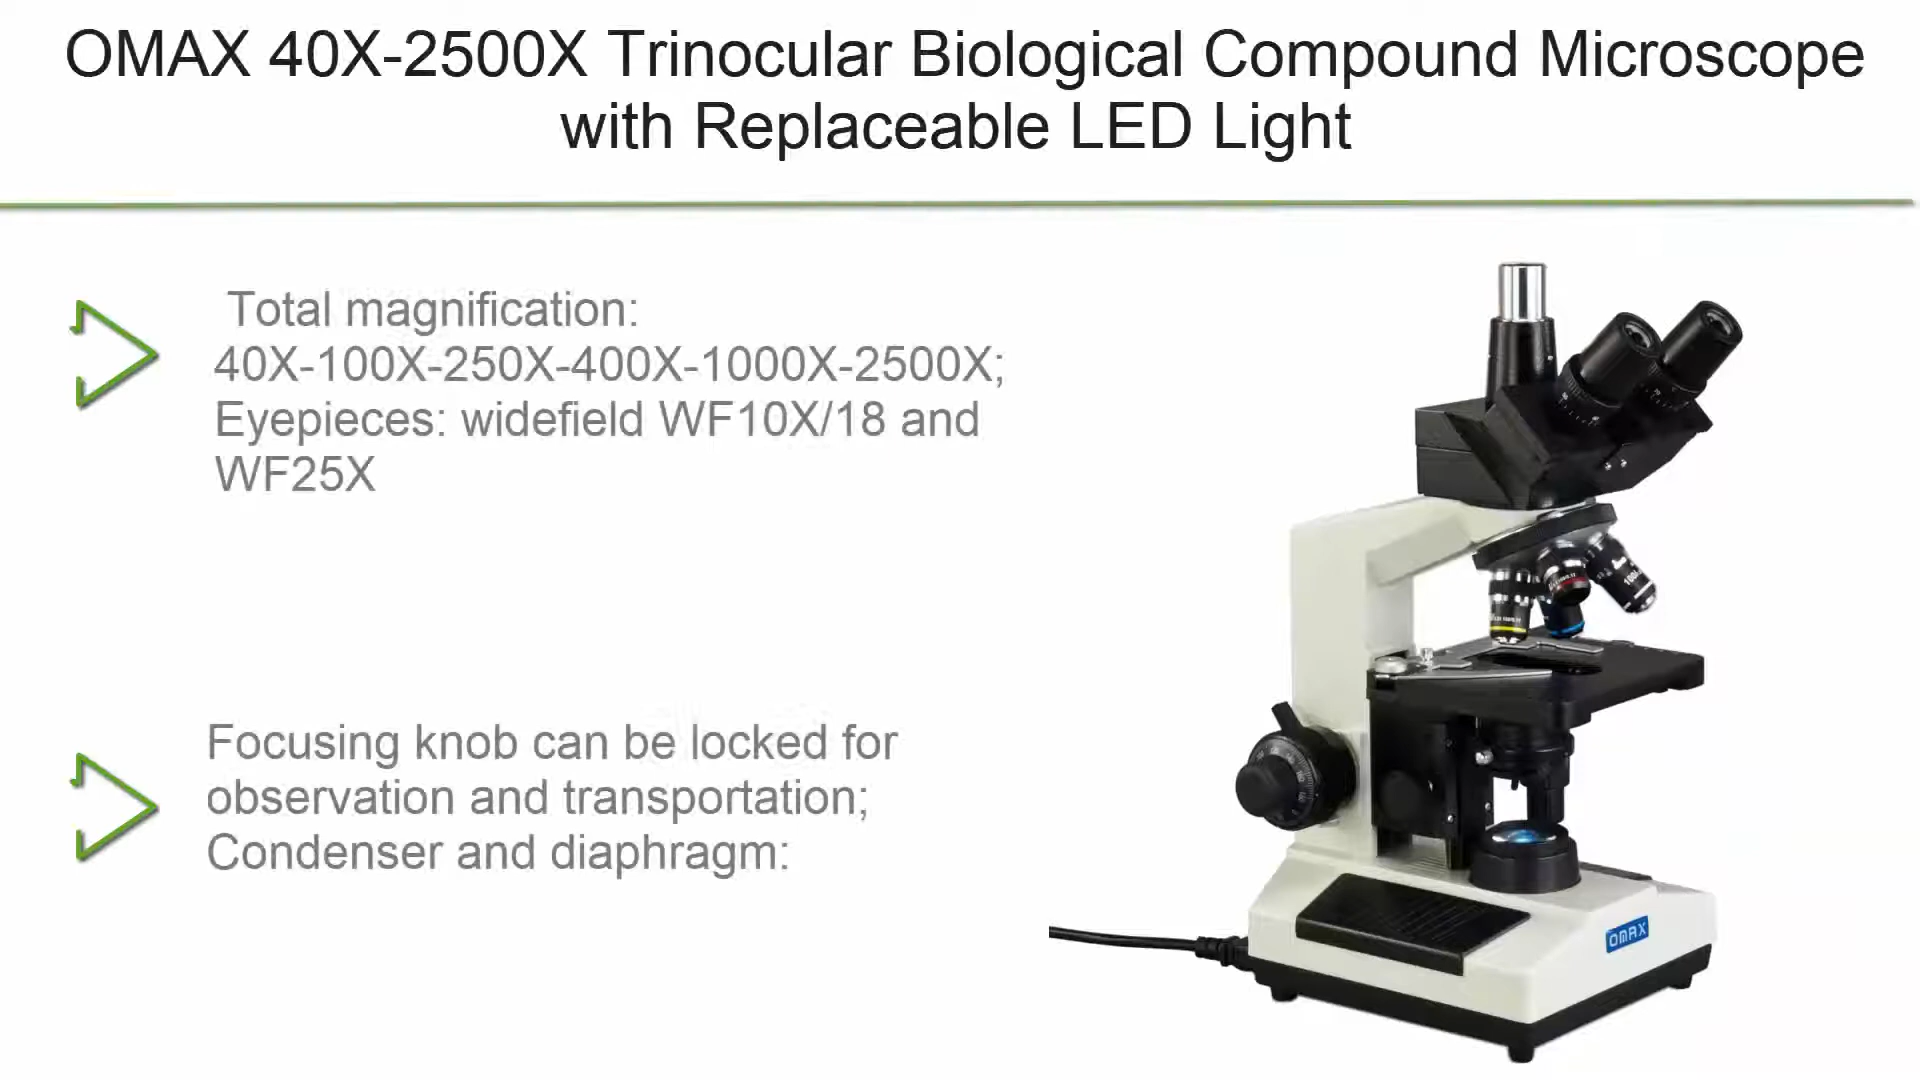 OMAX 40X-2500X Trinocular Biological Compound Microscope
with Replaceable LED Light
Total magnification:
40X-100X-250X-400X-1000X-2500X;
Eyepieces: widefield WF10X/18 and
WF25X
Focusing knob can be locked for
observation and transportation;
Condenser and diaphragm:
100
OMAX